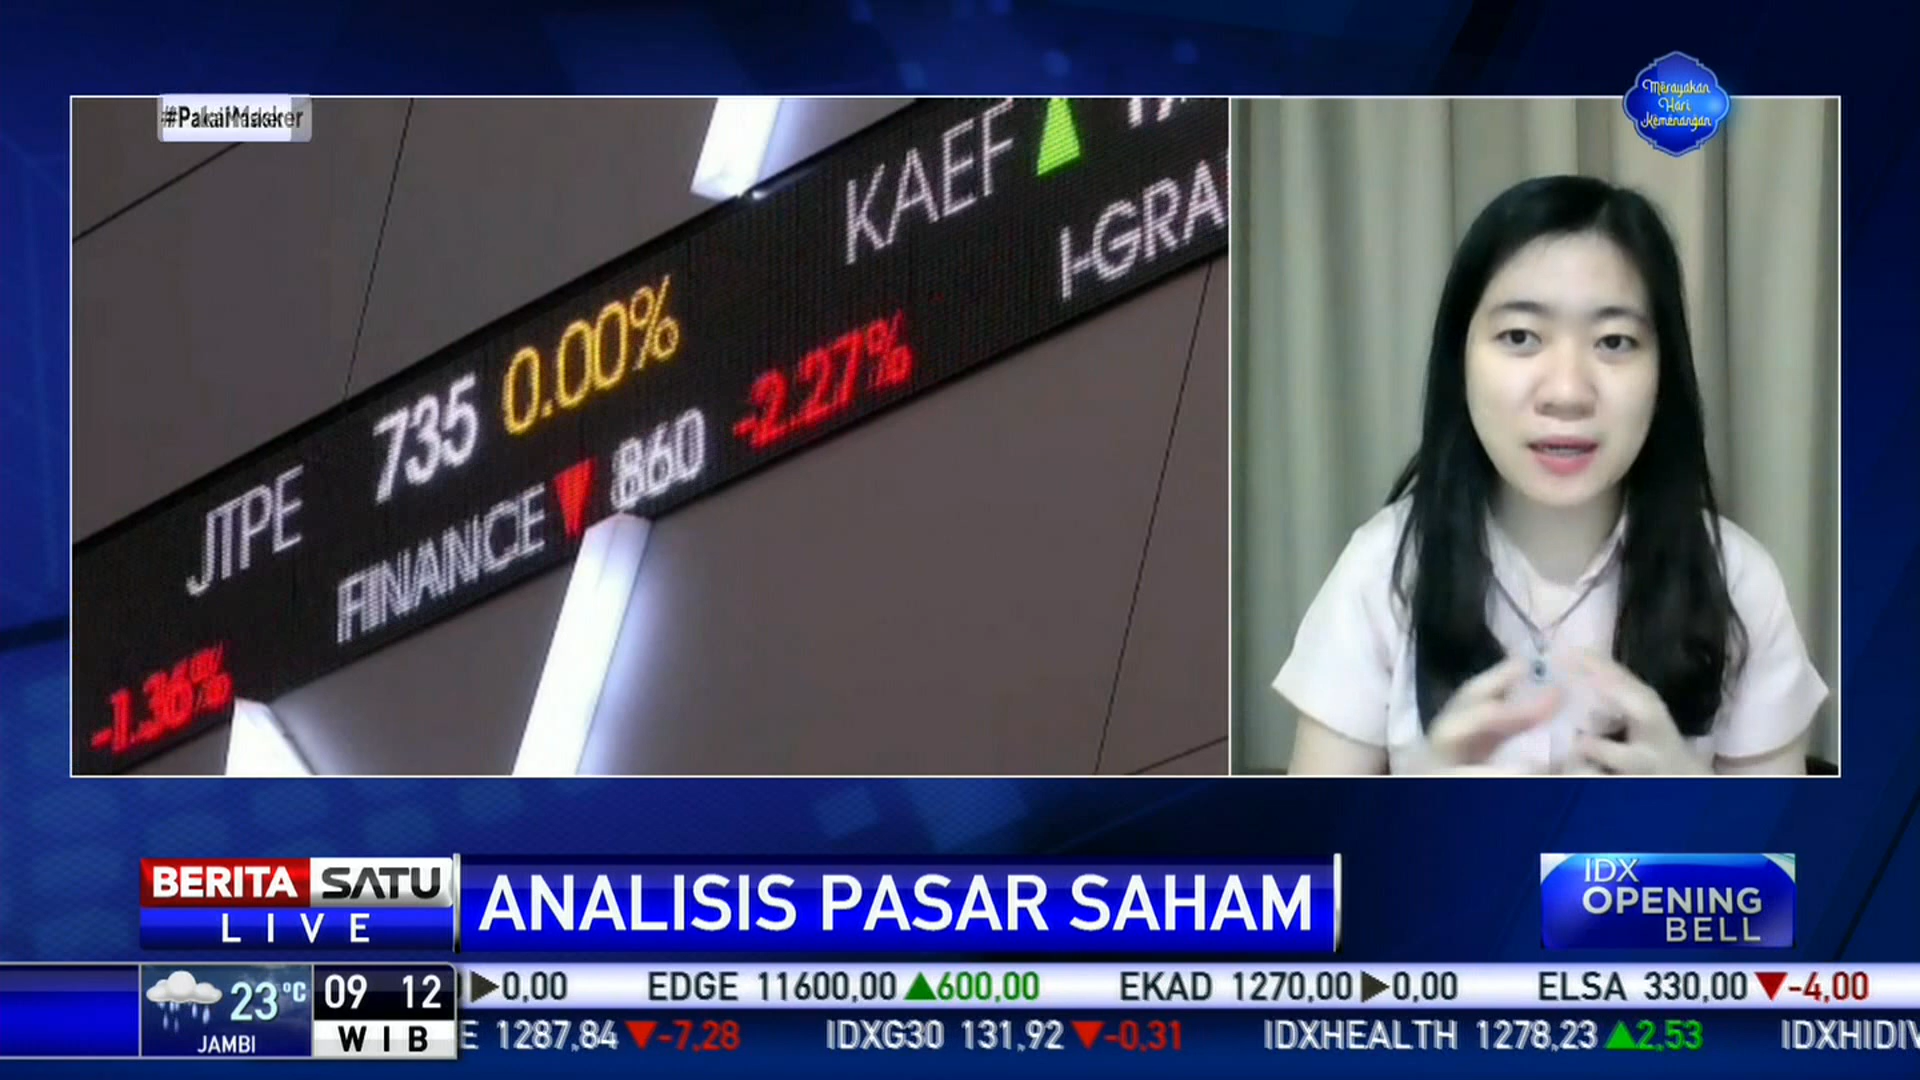 Merayakan
Hari
Kemenangan
KAEF ▲
I-GRA
JTPE 735 0.00%
FINANCE ▼ 860 -2.27%
-1.36%
BERITA SATU
LIVE
ANALISIS PASAR SAHAM
IDX
OPENING
BELL
23°C
JAMBI
09 12
WIB
▶0,00 EDGE 11600,00 ▲600,00 EKAD 1270,00 ▶0,00 ELSA 330,00 ▼-4,00
E 1287,84 ▼-7,28 IDXG30 131,92 ▼-0,31 IDXHEALTH 1278,23 ▲2,53 IDXHIDIV